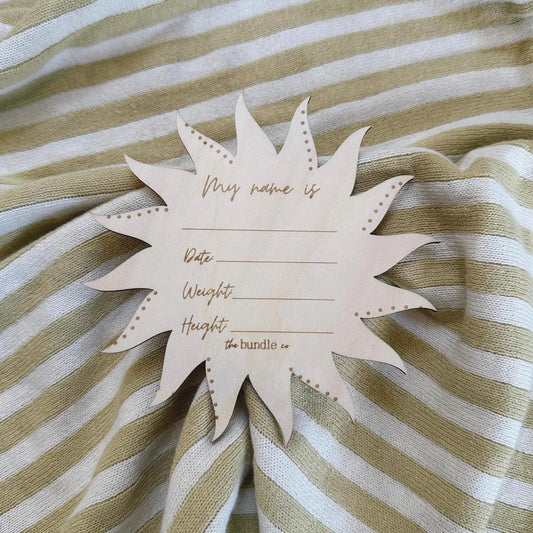 My name is
Date:
Weight:
Height:
the bundle co